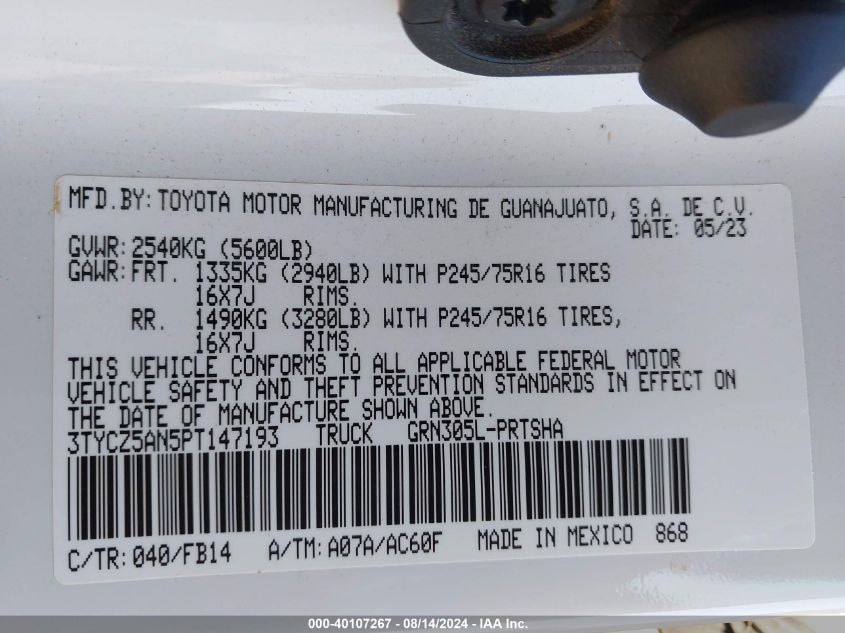 MFD.BY: TOYOTA MOTOR MANUFACTURING DE GUANAJUATO, S.A. DE C.V.
DATE: 05/23
GVWR: 2540KG (5600LB)
GAWR: FRT. 1335KG (2940LB) WITH P245/75R16 TIRES
16X7J RIMS.
RR. 1490KG (3280LB) WITH P245/75R16 TIRES,
16X7J RIMS.
THIS VEHICLE CONFORMS TO ALL APPLICABLE FEDERAL MOTOR
VEHICLE SAFETY AND THEFT PREVENTION STANDARDS IN EFFECT ON
THE DATE OF MANUFACTURE SHOWN ABOVE.
3TYCZ5AN5PT147193 TRUCK GRN305L-PRTSHA
C/TR: 040/FB14 A/TM: A07A/AC60F MADE IN MEXICO 868
000-40107267 - 08/14/2024 - IAA Inc.